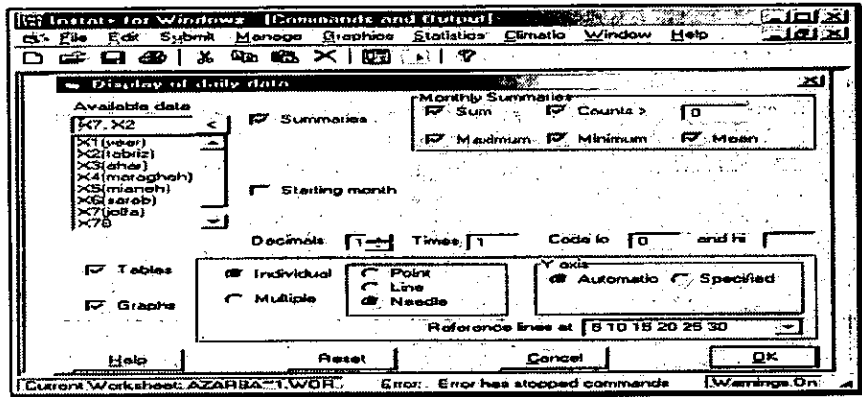 Instat+ for Windows - [Commands and Output]
File Edit Submit Manage Graphics Statistics Climatic Window Help
Display of daily data
Available data
X7, X2
X1(year)
X2(tabriz)
X3(ahar)
X4(maragheh)
X5(mianeh)
X6(sarab)
X7(jolfa)
X78
Summaries
Monthly Summaries
Sum Counts > 0
Maximum Minimum Mean
Starting month
Decimals 1 Times 1 Code lo 0 and hi
Tables
Graphs
Individual
Multiple
Point
Line
Needle
Y axis
Automatic Specified
Reference lines at 5 10 15 20 25 30
Help Reset Cancel OK
Current Worksheet: AZARBA~1.WOR Error: Error has stopped commands Warnings On